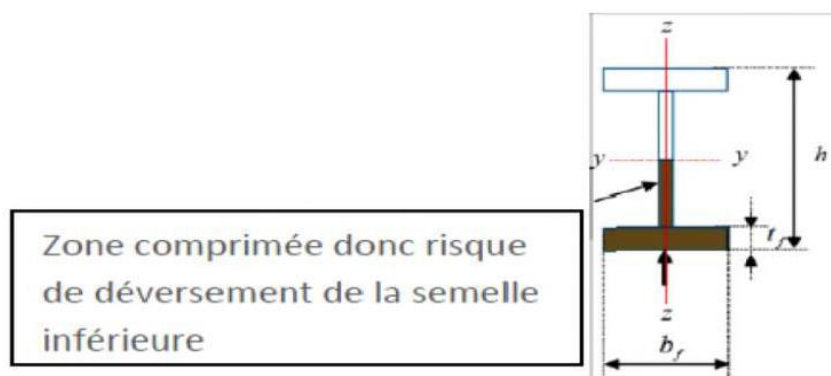 z
h
y y
Zone comprimée donc risque
de déversement de la semelle
inférieure
t_f
z
b_f